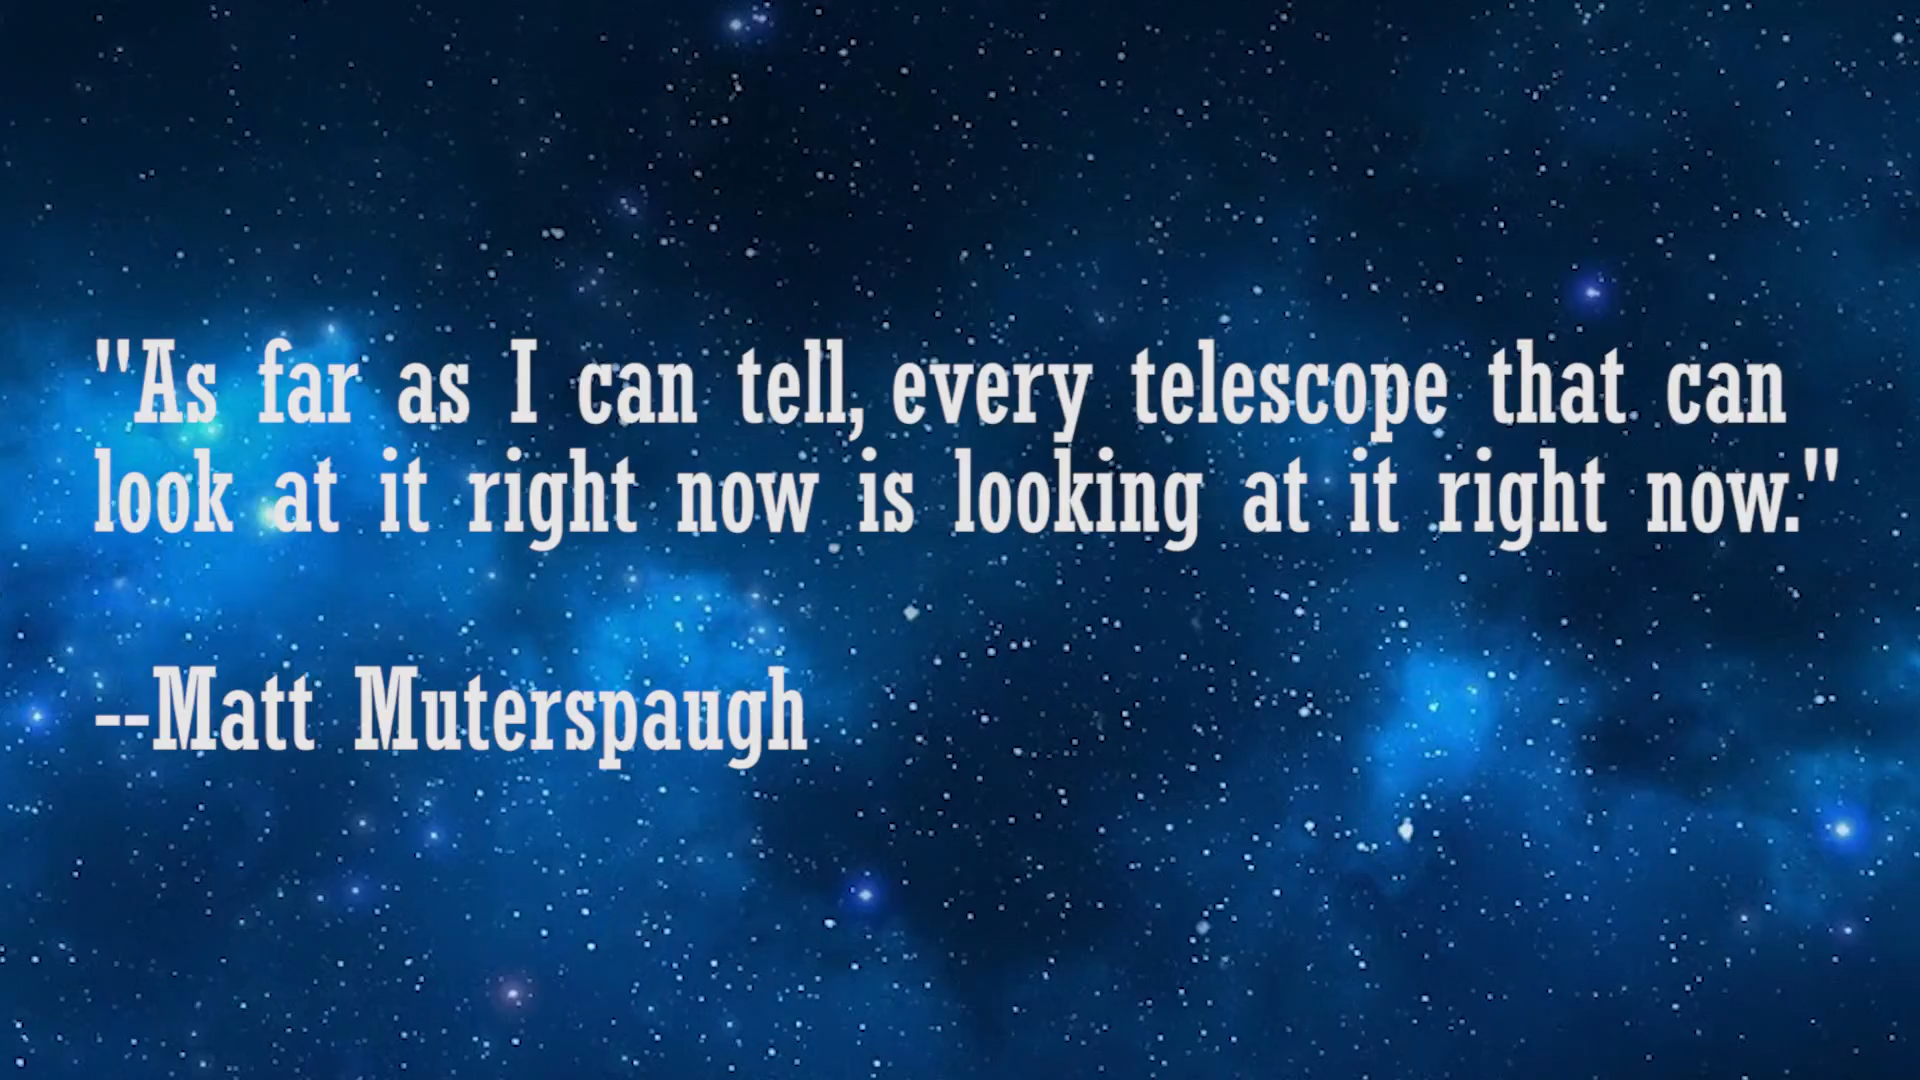 "As far as I can tell, every telescope that can
look at it right now is looking at it right now."
--Matt Muterspaugh